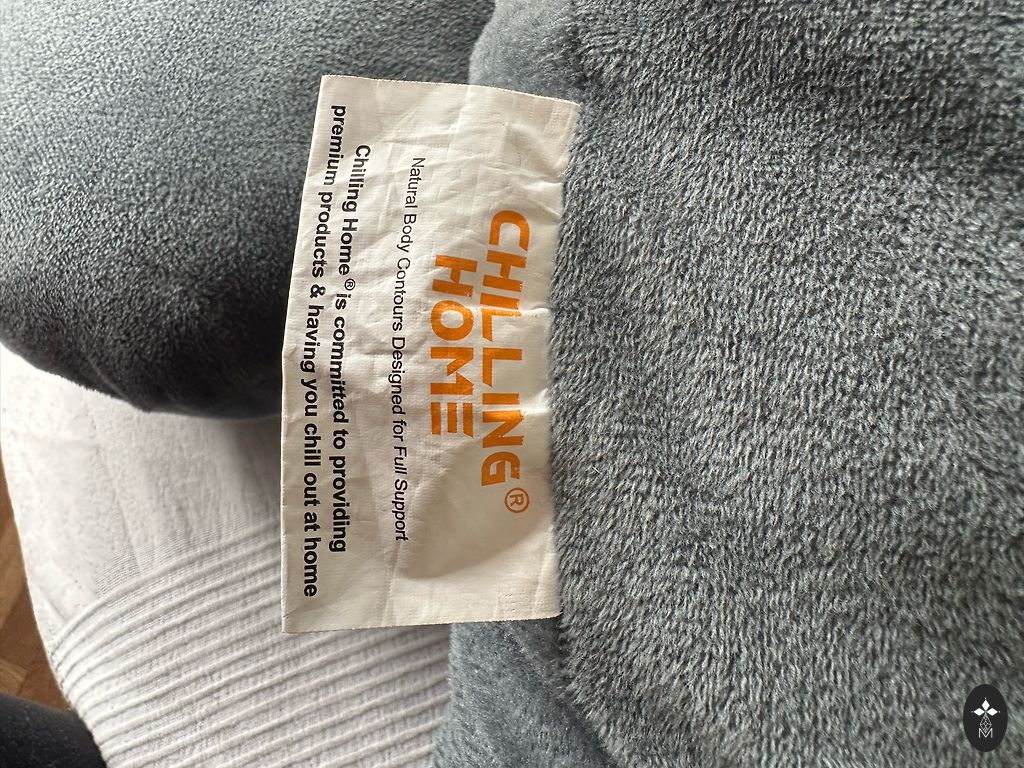 CHILLING
HOME®
Natural Body Contours Designed for Full Support
Chilling Home® is committed to providing
premium products & having you chill out at home